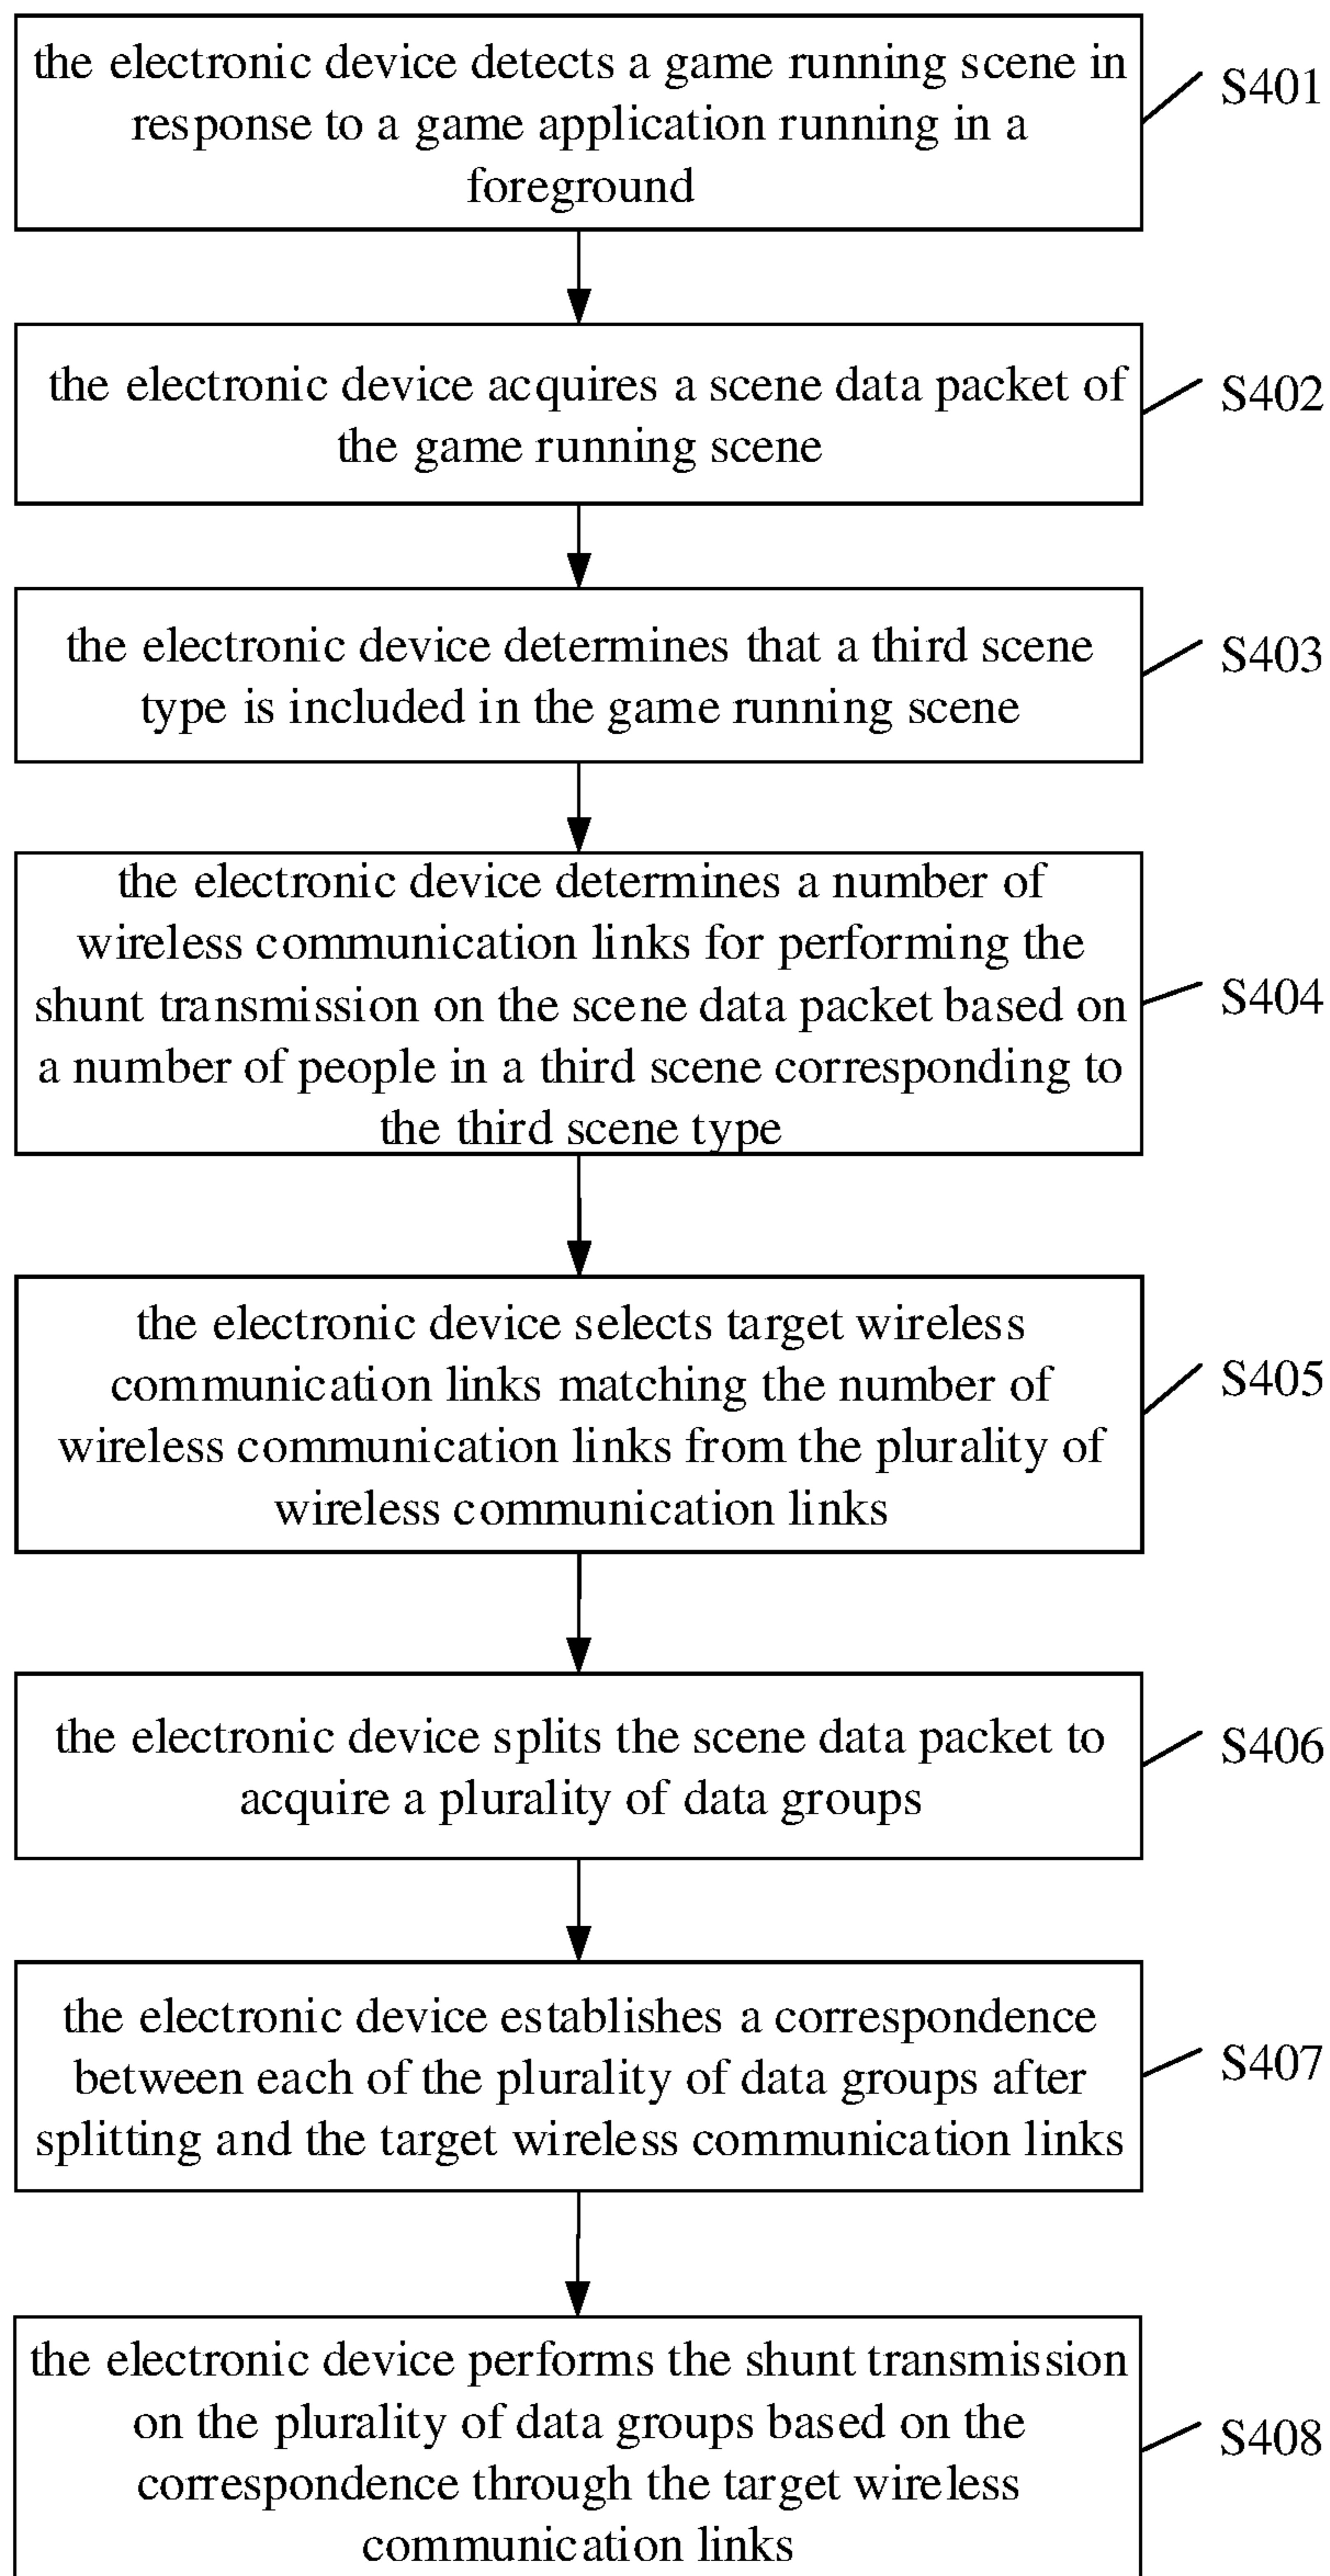 the electronic device detects a game running scene in
response to a game application running in a
foreground
S401
the electronic device acquires a scene data packet of
the game running scene
S402
the electronic device determines that a third scene
type is included in the game running scene
S403
the electronic device determines a number of
wireless communication links for performing the
shunt transmission on the scene data packet based on
a number of people in a third scene corresponding to
the third scene type
S404
the electronic device selects target wireless
communication links matching the number of
wireless communication links from the plurality of
wireless communication links
S405
the electronic device splits the scene data packet to
acquire a plurality of data groups
S406
the electronic device establishes a correspondence
between each of the plurality of data groups after
splitting and the target wireless communication links
S407
the electronic device performs the shunt transmission
on the plurality of data groups based on the
correspondence through the target wireless
communication links
S408